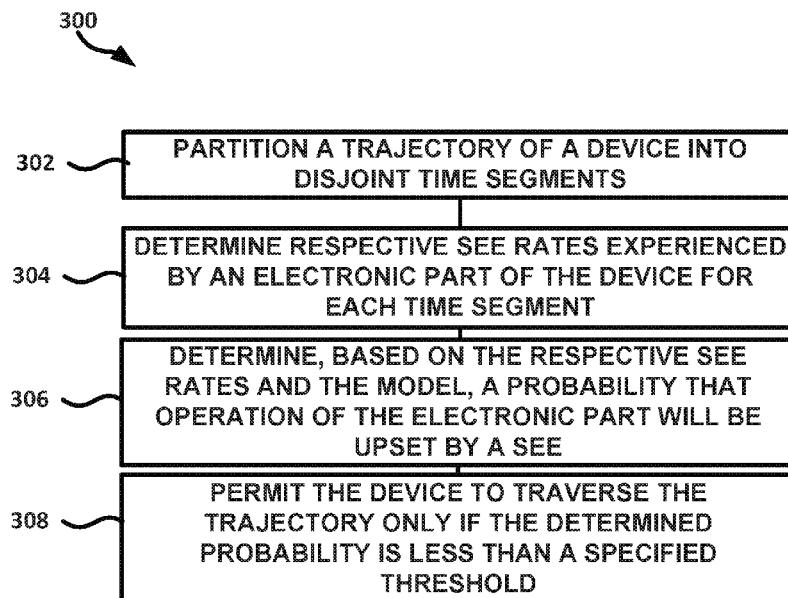 300
302
PARTITION A TRAJECTORY OF A DEVICE INTO
DISJOINT TIME SEGMENTS
304
DETERMINE RESPECTIVE SEE RATES EXPERIENCED
BY AN ELECTRONIC PART OF THE DEVICE FOR
EACH TIME SEGMENT
306
DETERMINE, BASED ON THE RESPECTIVE SEE
RATES AND THE MODEL, A PROBABILITY THAT
OPERATION OF THE ELECTRONIC PART WILL BE
UPSET BY A SEE
308
PERMIT THE DEVICE TO TRAVERSE THE
TRAJECTORY ONLY IF THE DETERMINED
PROBABILITY IS LESS THAN A SPECIFIED
THRESHOLD